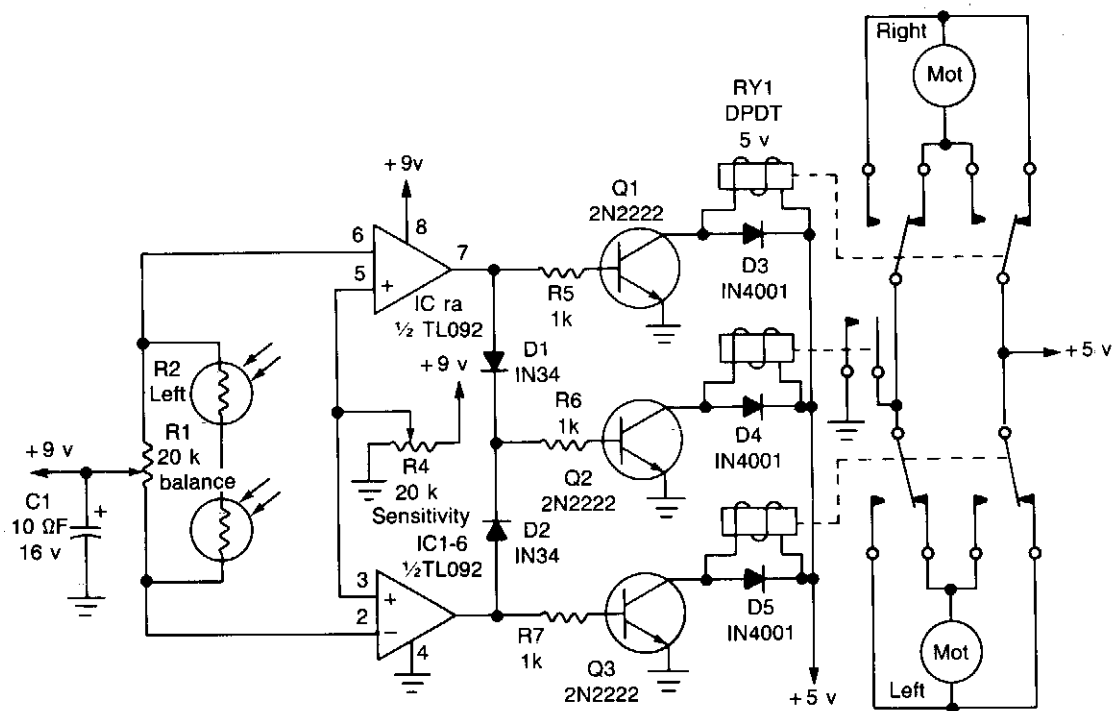 Right
Mot
RY1
DPDT
5 v
+9v
Q1
2N2222
6
8
7
5
+
IC ra
½ TL092
R5
1k
D3
IN4001
D1
IN34
+9 v
R2
Left
R1
20 k
balance
+9 v
C1
+
10 ΩF
16 v
R4
20 k
Sensitivity
R6
1k
Q2
2N2222
D4
IN4001
+5 v
IC1-6
½TL092
D2
IN34
3
+
2
−
4
R7
1k
Q3
2N2222
D5
IN4001
+5 v
Mot
Left